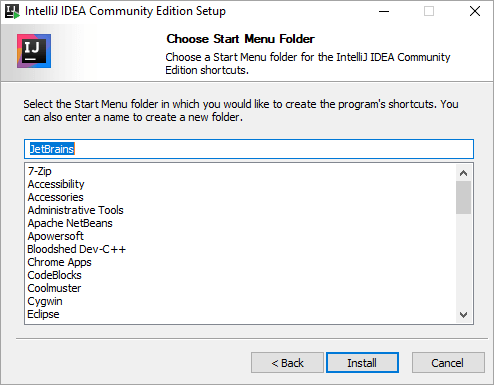 IntelliJ IDEA Community Edition Setup
IJ
Choose Start Menu Folder
Choose a Start Menu folder for the IntelliJ IDEA Community
Edition shortcuts.
Select the Start Menu folder in which you would like to create the program's shortcuts. You
can also enter a name to create a new folder.
JetBrains
7-Zip
Accessibility
Accessories
Administrative Tools
Apache NetBeans
Apowersoft
Bloodshed Dev-C++
Chrome Apps
CodeBlocks
Coolmuster
Cygwin
Eclipse
< Back
Install
Cancel